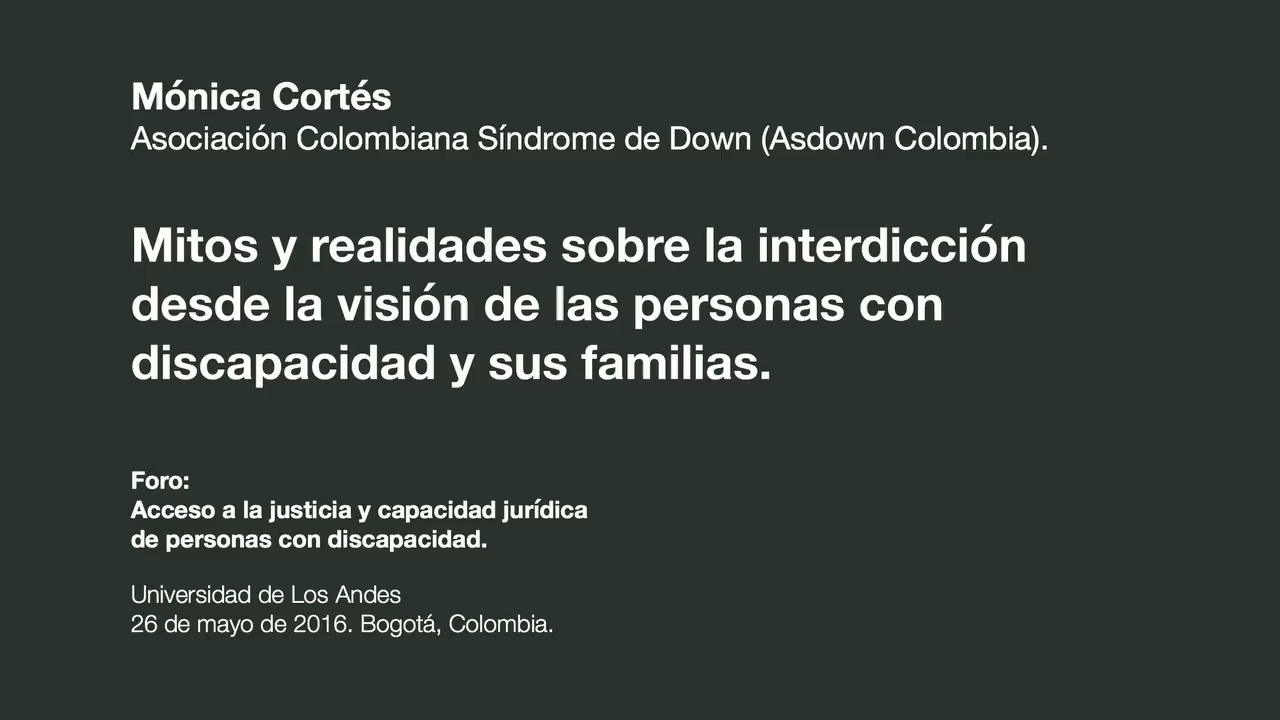 Mónica Cortés
Asociación Colombiana Síndrome de Down (Asdown Colombia).
Mitos y realidades sobre la interdicción
desde la visión de las personas con
discapacidad y sus familias.
Foro:
Acceso a la justicia y capacidad jurídica
de personas con discapacidad.
Universidad de Los Andes
26 de mayo de 2016. Bogotá, Colombia.